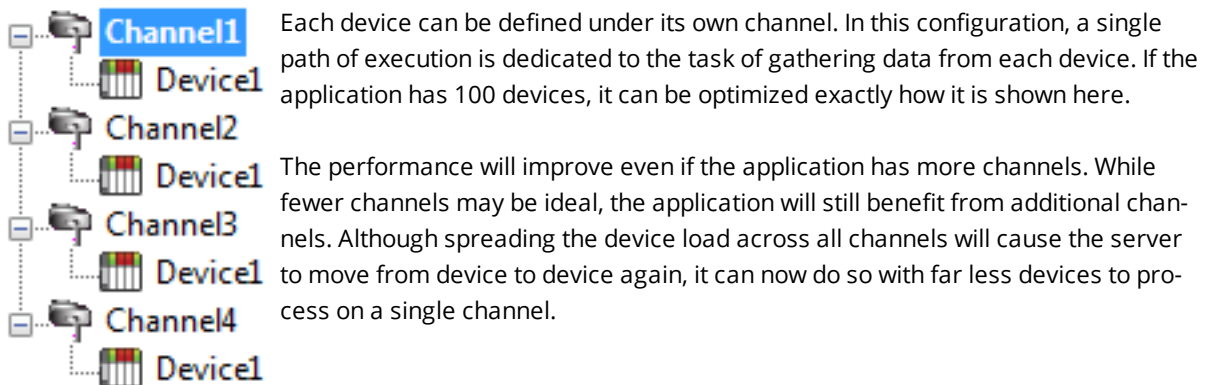 Channel1
Device1
Channel2
Device1
Channel3
Device1
Channel4
Device1
Each device can be defined under its own channel. In this configuration, a single
path of execution is dedicated to the task of gathering data from each device. If the
application has 100 devices, it can be optimized exactly how it is shown here.
The performance will improve even if the application has more channels. While
fewer channels may be ideal, the application will still benefit from additional chan-
nels. Although spreading the device load across all channels will cause the server
to move from device to device again, it can now do so with far less devices to pro-
cess on a single channel.